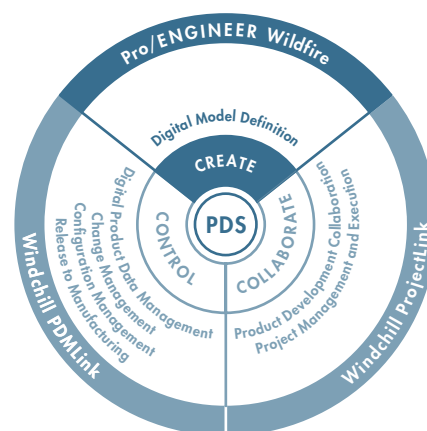 Pro/ENGINEER Wildfire
Digital Model Definition
CREATE
PDS
CONTROL
COLLABORATE
Digital Product Data Management
Change Management
Configuration Management
Release to Manufacturing
Windchill PDMLink
Product Development Collaboration
Project Management and Execution
Windchill ProjectLink